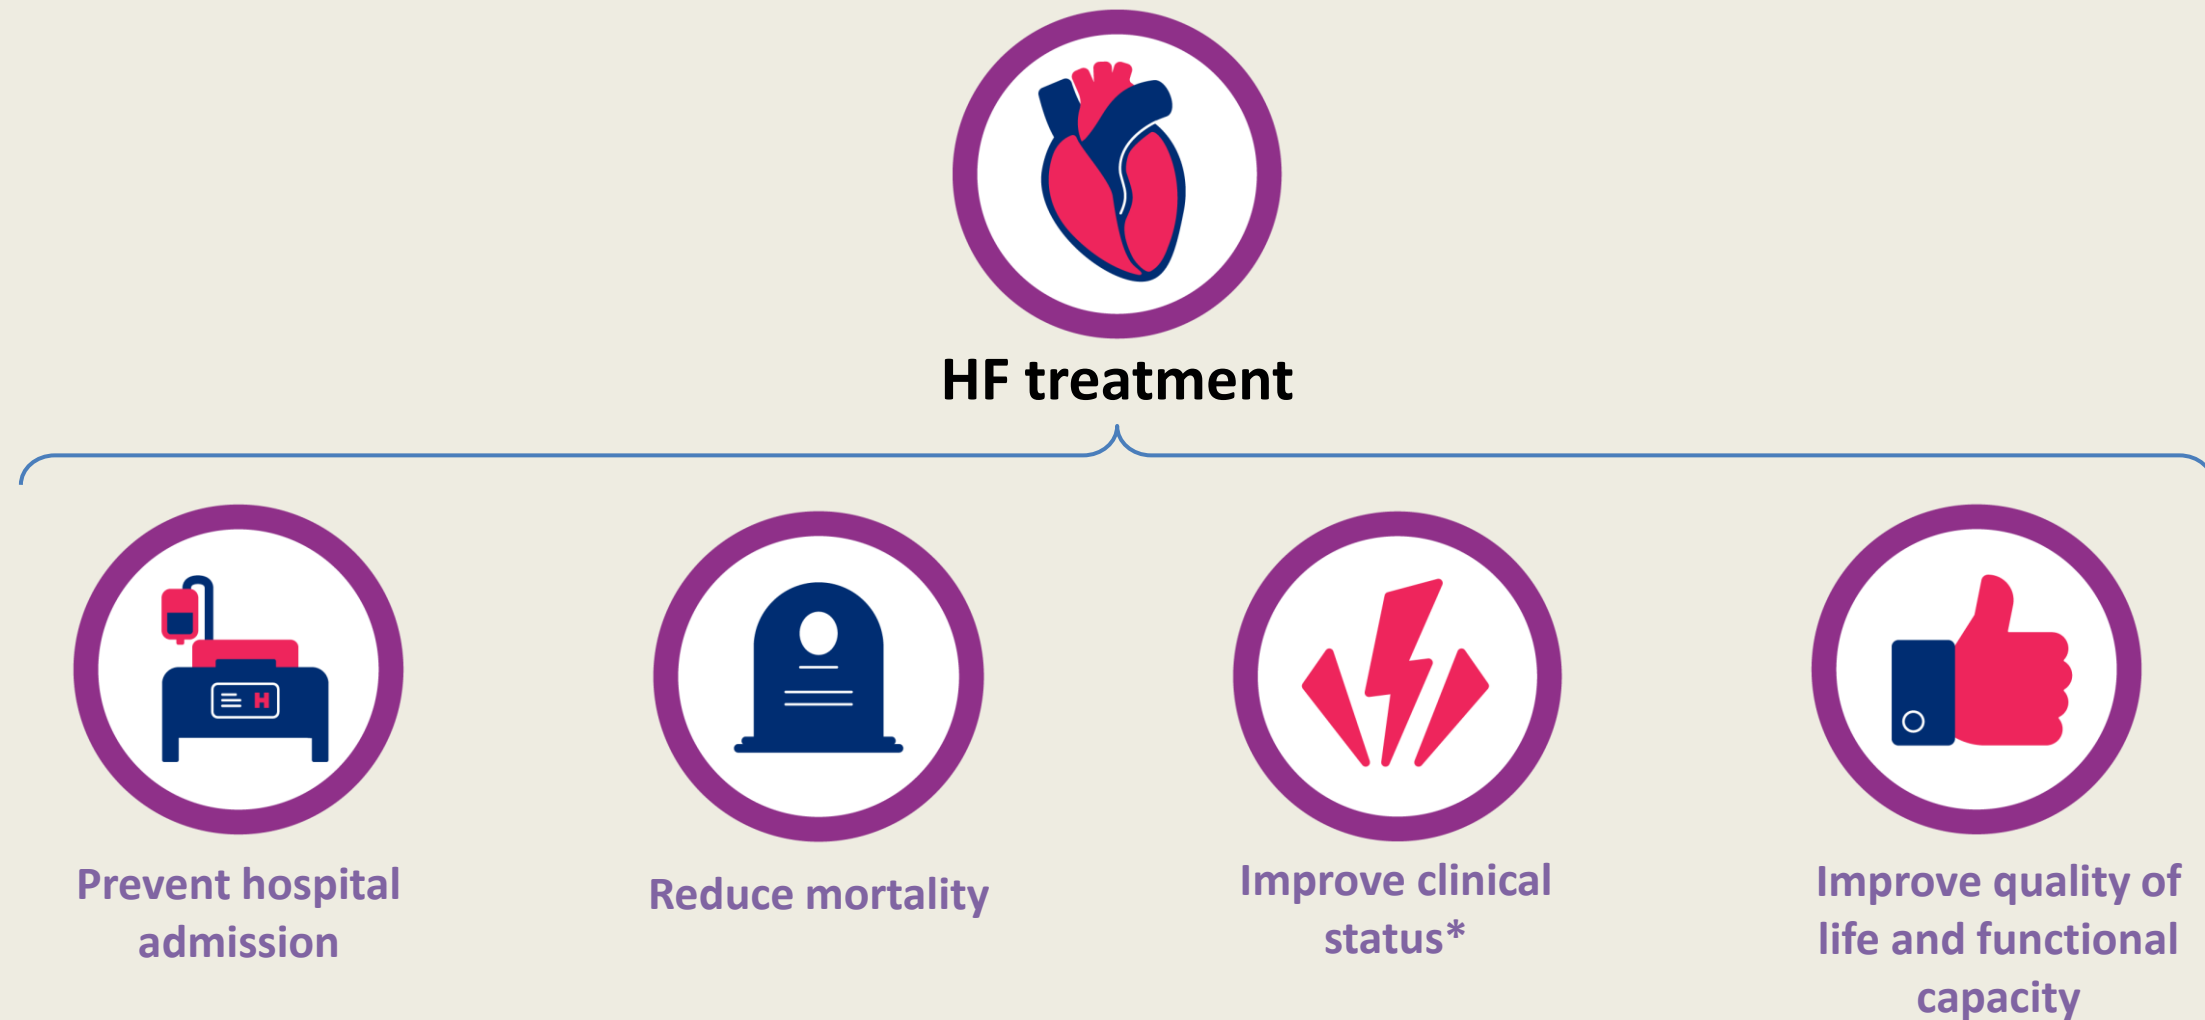 HF treatment
H
Prevent hospital
admission
Reduce mortality
Improve clinical
status*
Improve quality of
life and functional
capacity